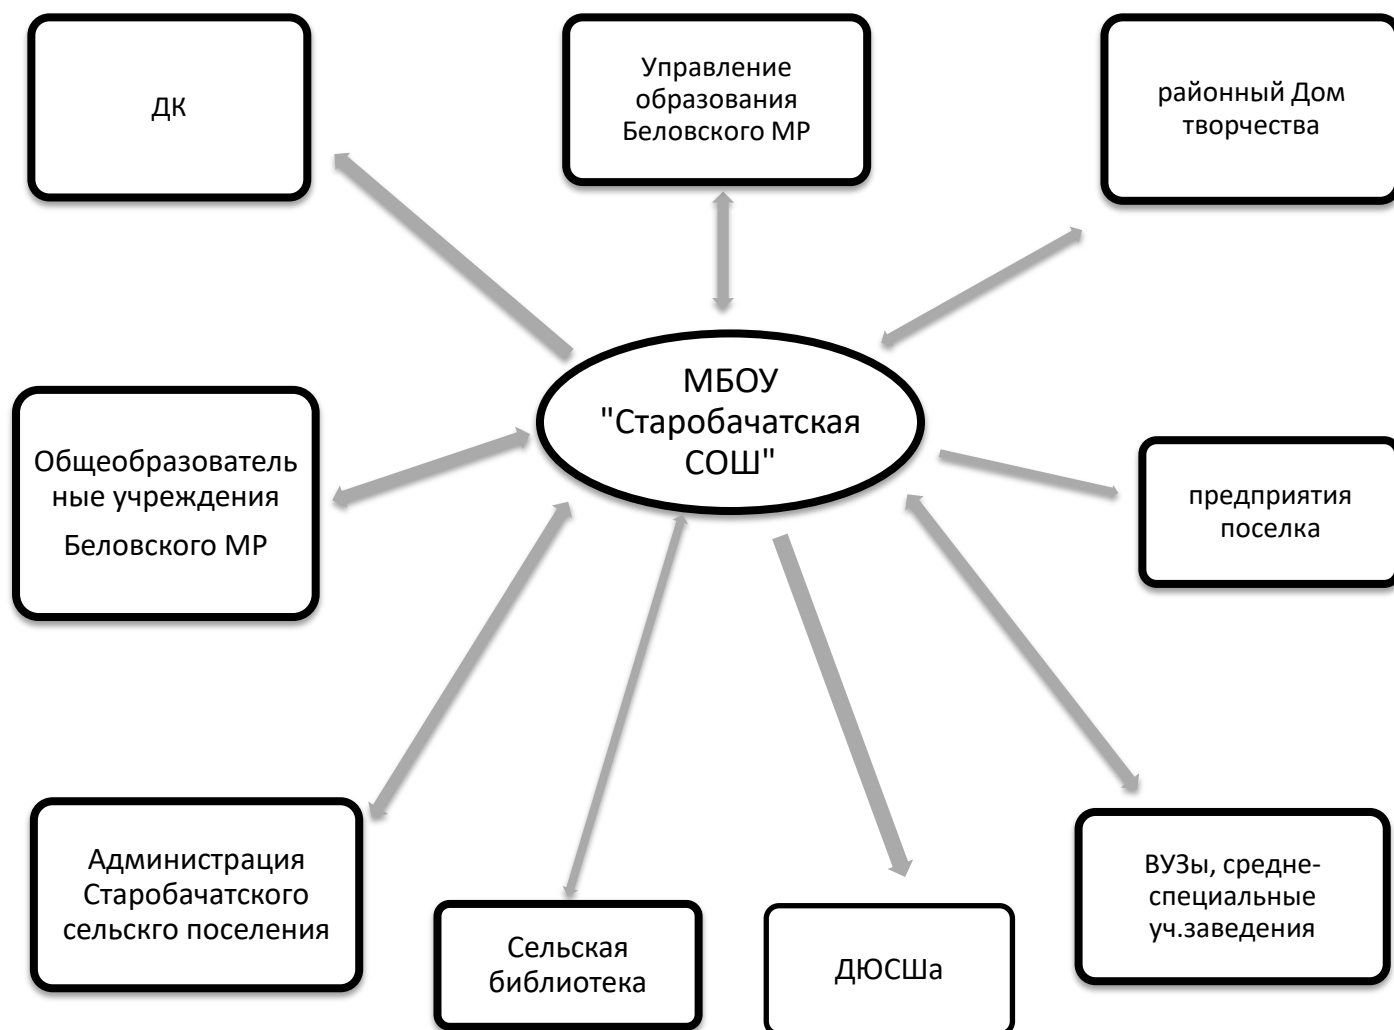 ДК
Управление
образования
Беловского МР
районный Дом
творчества
МБОУ
"Старобачатская
СОШ"
Общеобразователь
ные учреждения
Беловского МР
предприятия
поселка
Администрация
Старобачатского
сельскго поселения
Сельская
библиотека
ДЮСШа
ВУЗы, средне-
специальные
уч.заведения